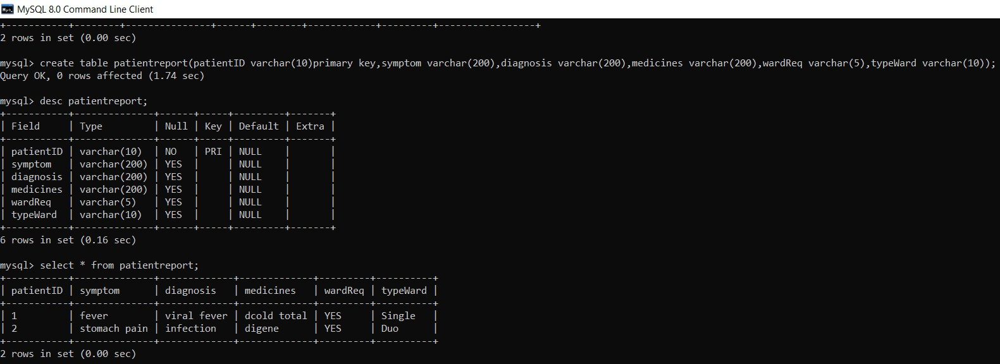 MySQL 8.0 Command Line Client
+-----------+--------+---------------+------+--------+------------+---------+-----------------+
2 rows in set (0.00 sec)
mysql> create table patientreport(patientID varchar(10)primary key,symptom varchar(200),diagnosis varchar(200),medicines varchar(200),wardReq varchar(5),typeWard varchar(10));
Query OK, 0 rows affected (1.74 sec)
mysql> desc patientreport;
+-----------+--------------+------+-----+---------+-------+
| Field     | Type         | Null | Key | Default | Extra |
+-----------+--------------+------+-----+---------+-------+
| patientID | varchar(10)  | NO   | PRI | NULL    |       |
| symptom   | varchar(200) | YES  |     | NULL    |       |
| diagnosis | varchar(200) | YES  |     | NULL    |       |
| medicines | varchar(200) | YES  |     | NULL    |       |
| wardReq   | varchar(5)   | YES  |     | NULL    |       |
| typeWard  | varchar(10)  | YES  |     | NULL    |       |
+-----------+--------------+------+-----+---------+-------+
6 rows in set (0.16 sec)
mysql> select * from patientreport;
+-----------+--------------+-------------+-------------+---------+----------+
| patientID | symptom      | diagnosis   | medicines   | wardReq | typeWard |
+-----------+--------------+-------------+-------------+---------+----------+
| 1         | fever        | viral fever | dcold total | YES     | Single   |
| 2         | stomach pain | infection   | digene      | YES     | Duo      |
+-----------+--------------+-------------+-------------+---------+----------+
2 rows in set (0.00 sec)